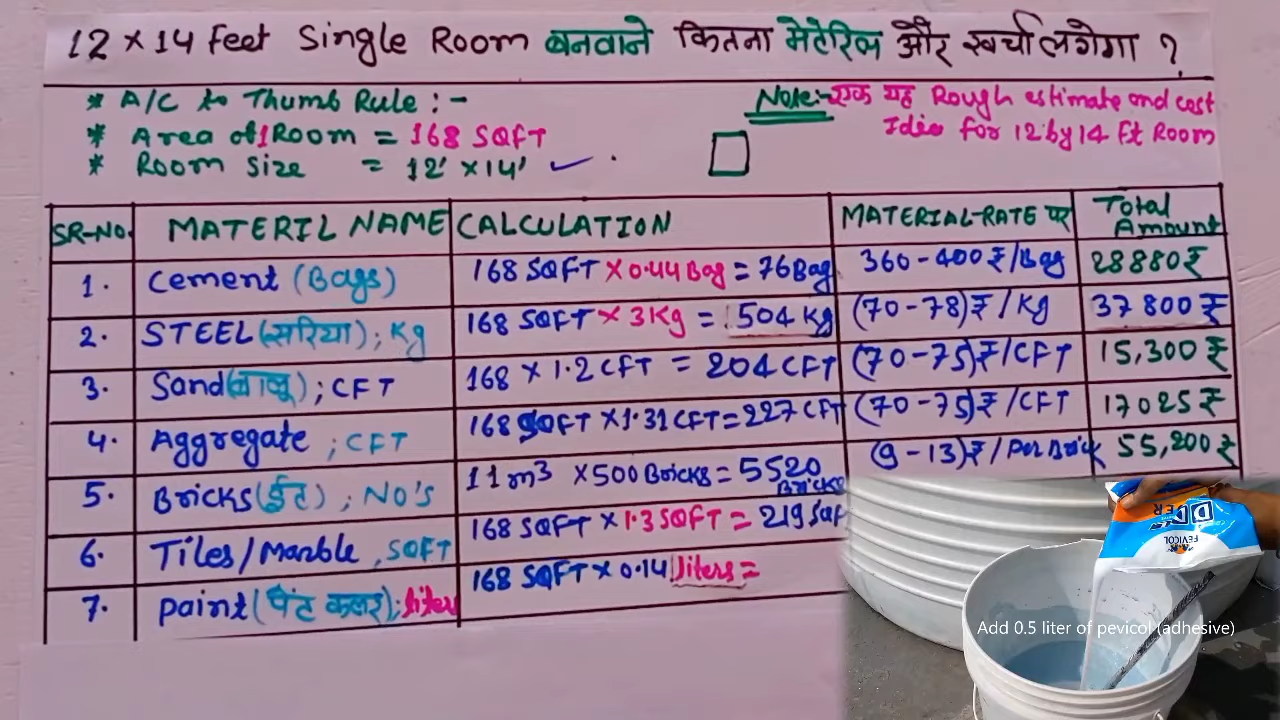 12 × 14 feet Single Room बनवाने कितना मेटेरिल और खर्चा लगेगा ?
* A/C to Thumb Rule :-
* Area of 1 Room = 168 SQFT
* Room Size = 12' × 14' ✓
Note:- एक यह Rough estimate and cost
Idia for 12 by 14 ft Room
SR-NO. MATERIL NAME CALCULATION MATERIAL-RATE पर Total Amount
1. Cement (Bags) 168 SQFT × 0.44 Bag = 76 Bag 360-400₹/Bag 28880₹
2. STEEL (सरिया); Kg 168 SQFT × 3 Kg = 504 Kg (70-78)₹/Kg 37800₹
3. Sand (बालू); CFT 168 × 1.2 CFT = 204 CFT (70-75)₹/CFT 15,300₹
4. Aggregate ; CFT 168 SQFT × 1.31 CFT = 227 CFT (70-75)₹/CFT 17025₹
5. Bricks (ईट) ; NO'S 11 m³ × 500 Bricks = 5520 Bricks (9-13)₹/Per Brick 55,200₹
6. Tiles/Marble , SQFT 168 SQFT × 1.3 SQFT = 219 SQF
7. paint (पेंट कलर); liters 168 SQFT × 0.14 liters =
FEVICOL
Add 0.5 liter of pevicol (adhesive)